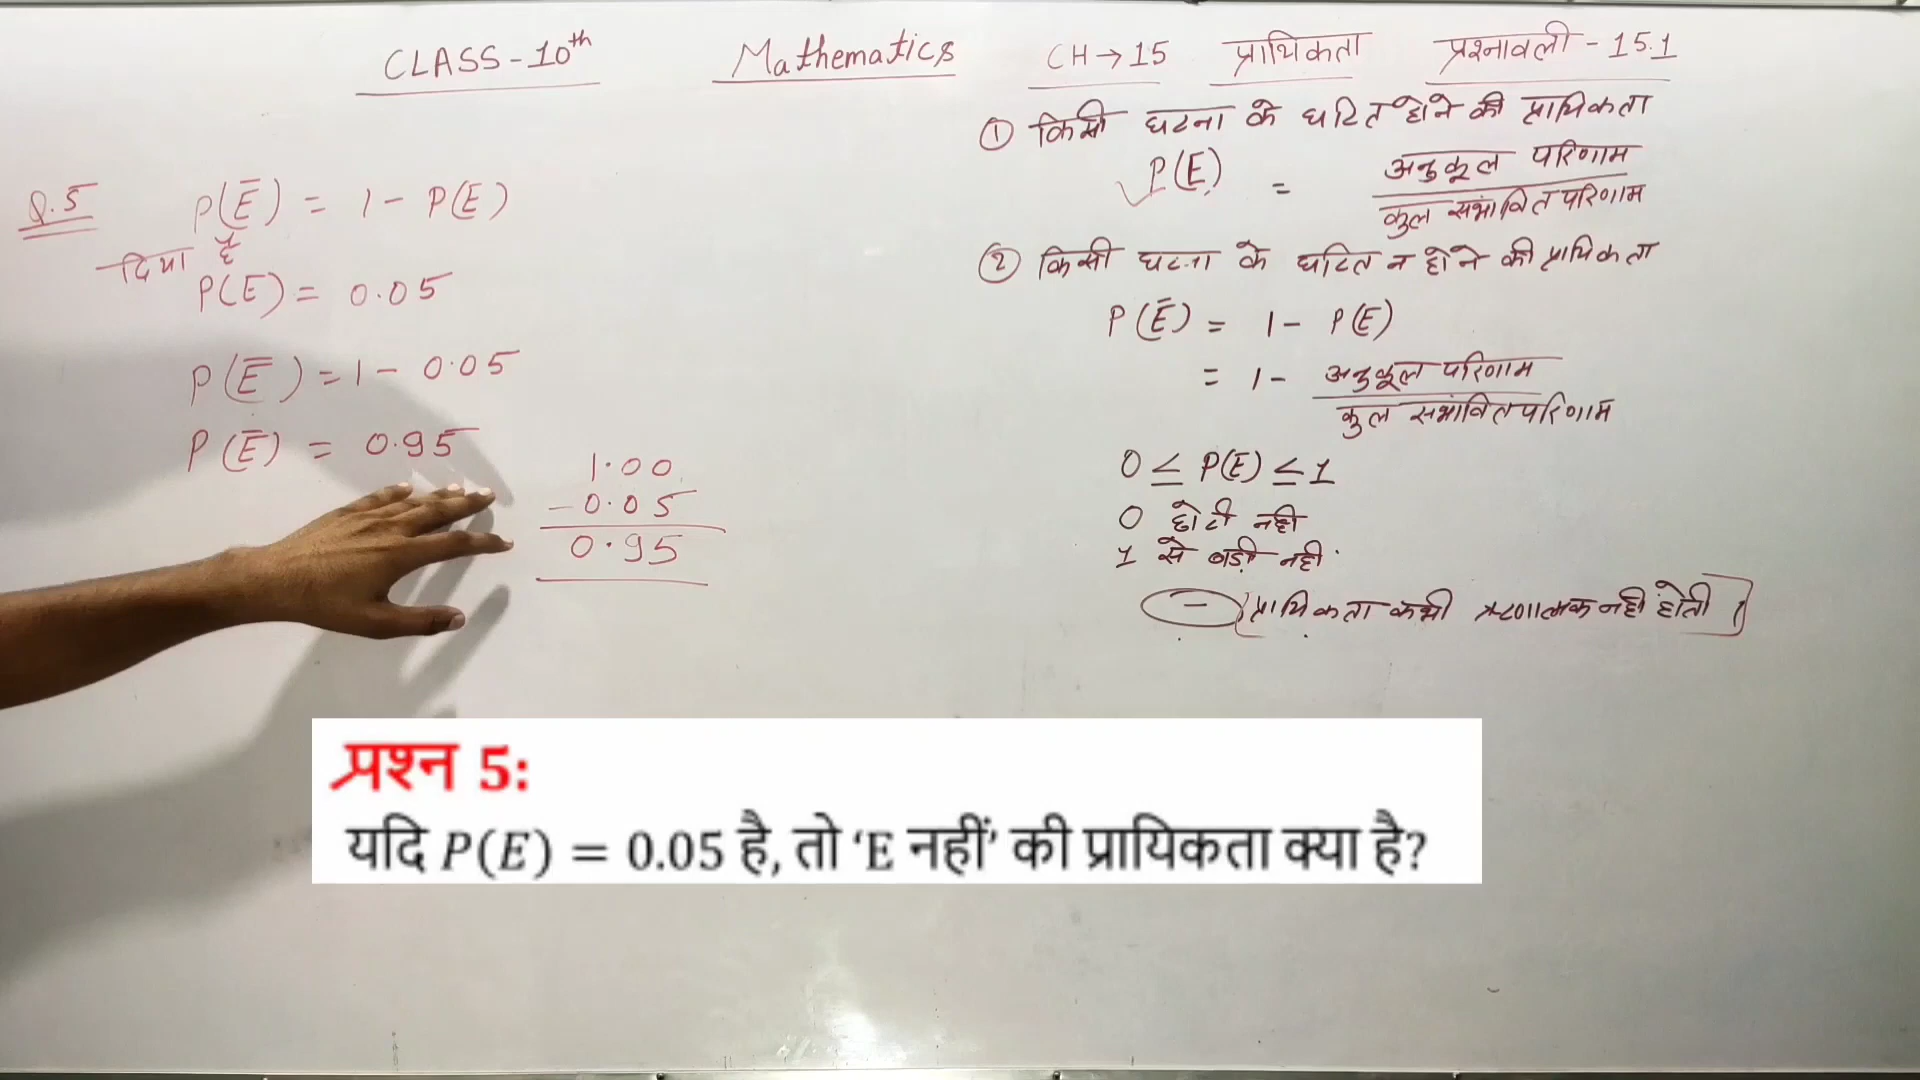 CLASS-10th Mathematics CH→15 प्रायिकता प्रश्नावली-15.1
Q.5 P(Ē) = 1 - P(E)
दिया है
P(E) = 0.05
P(Ē) = 1 - 0.05
P(Ē) = 0.95
1.00
-0.05
0.95
① किसी घटना के घटित होने की प्रायिकता
P(E) = अनुकूल परिणाम
कुल संभावित परिणाम
② किसी घटना के घटित न होने की प्रायिकता
P(Ē) = 1 - P(E)
= 1 - अनुकूल परिणाम
कुल संभावित परिणाम
0 ≤ P(E) ≤ 1
0 छोटी नही
1 से बड़ी नही
- प्रायिकता कभी ऋणात्मक नही होती।
प्रश्न 5:
यदि P(E) = 0.05 है, तो ‘E नहीं’ की प्रायिकता क्या है?